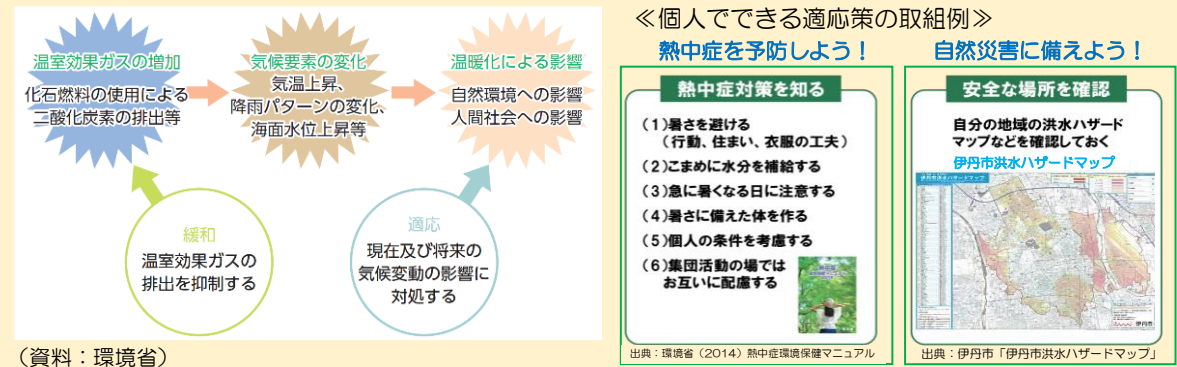 温室効果ガスの増加
化石燃料の使用による
二酸化炭素の排出等
気候要素の変化
気温上昇、
降雨パターンの変化、
海面水位上昇等
温暖化による影響
自然環境への影響
人間社会への影響
緩和
温室効果ガスの
排出を抑制する
適応
現在及び将来の
気候変動の影響に
対処する
(資料：環境省)
≪個人でできる適応策の取組例≫
熱中症を予防しよう！
熱中症対策を知る
(1)暑さを避ける
(行動、住まい、衣服の工夫)
(2)こまめに水分を補給する
(3)急に暑くなる日に注意する
(4)暑さに備えた体を作る
(5)個人の条件を考慮する
(6)集団活動の場では
お互いに配慮する
出典：環境省（2014）熱中症環境保健マニュアル
自然災害に備えよう！
安全な場所を確認
自分の地域の洪水ハザード
マップなどを確認しておく
伊丹市洪水ハザードマップ
伊丹市洪水ハザードマップ
伊丹市
出典：伊丹市「伊丹市洪水ハザードマップ」